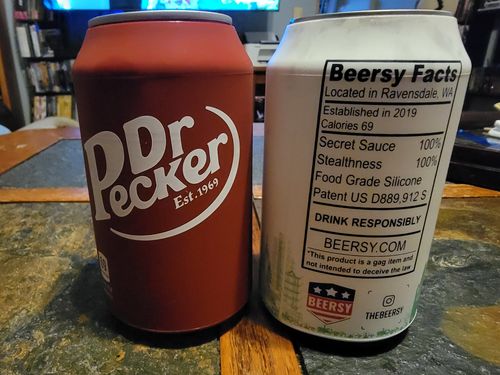 Dr
Pecker
Est. 1969
Beersy Facts
Located in Ravensdale, WA
Established in 2019
Calories 69
Secret Sauce 100%
Stealthness 100%
Food Grade Silicone
Patent US D889,912 S
DRINK RESPONSIBLY
BEERSY.COM
*This product is a gag item and
not intended to deceive the law
BEERSY
THEBEERSY